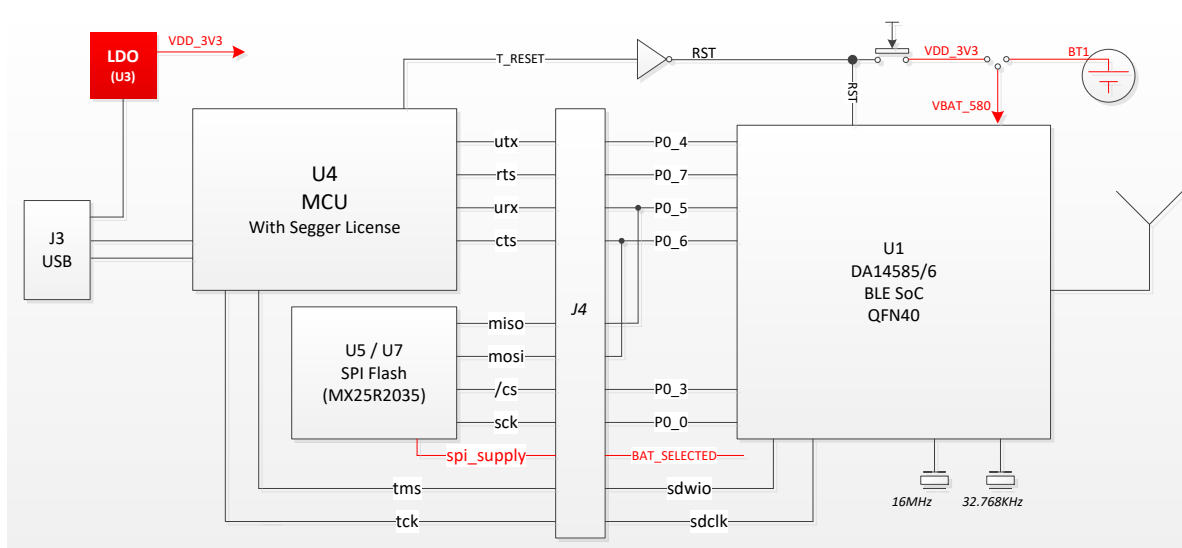 LDO
(U3)
VDD_3V3
T_RESET
RST
VDD_3V3
BT1
RST
VBAT_580
U4
MCU
With Segger License
utx
rts
urx
cts
P0_4
P0_7
P0_5
P0_6
J3
USB
U1
DA14585/6
BLE SoC
QFN40
J4
U5 / U7
SPI Flash
(MX25R2035)
miso
mosi
/cs
sck
P0_3
P0_0
spi_supply
BAT_SELECTED
tms
sdwio
tck
sdclk
16MHz
32.768KHz